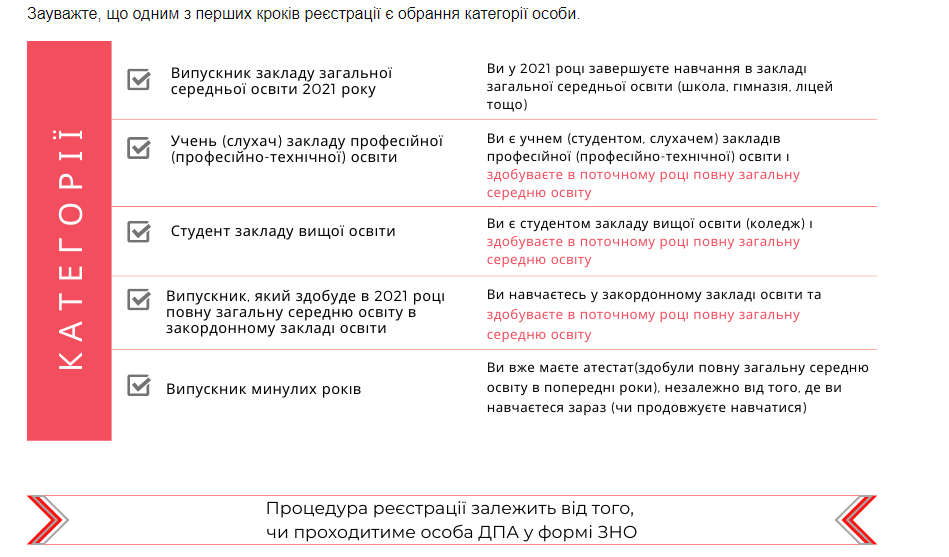 Зауважте, що одним з перших кроків реєстрації є обрання категорії особи.
КАТЕГОРІЇ
Випускник закладу загальної
середньої освіти 2021 року
Ви у 2021 році завершуєте навчання в закладі
загальної середньої освіти (школа, гімназія, ліцей
тощо)
Учень (слухач) закладу професійної
(професійно-технічної) освіти
Ви є учнем (студентом, слухачем) закладів
професійної (професійно-технічної) освіти і
здобуваєте в поточному році повну загальну
середню освіту
Студент закладу вищої освіти
Ви є студентом закладу вищої освіти (коледж) і
здобуваєте в поточному році повну загальну
середню освіту
Випускник, який здобуде в 2021 році
повну загальну середню освіту в
закордонному закладі освіти
Ви навчаєтесь у закордонному закладі освіти та
здобуваєте в поточному році повну загальну
середню освіту
Випускник минулих років
Ви вже маєте атестат(здобули повну загальну середню
освіту в попередні роки), незалежно від того, де ви
навчаєтеся зараз (чи продовжуєте навчатися)
Процедура реєстрації залежить від того,
чи проходитиме особа ДПА у формі ЗНО